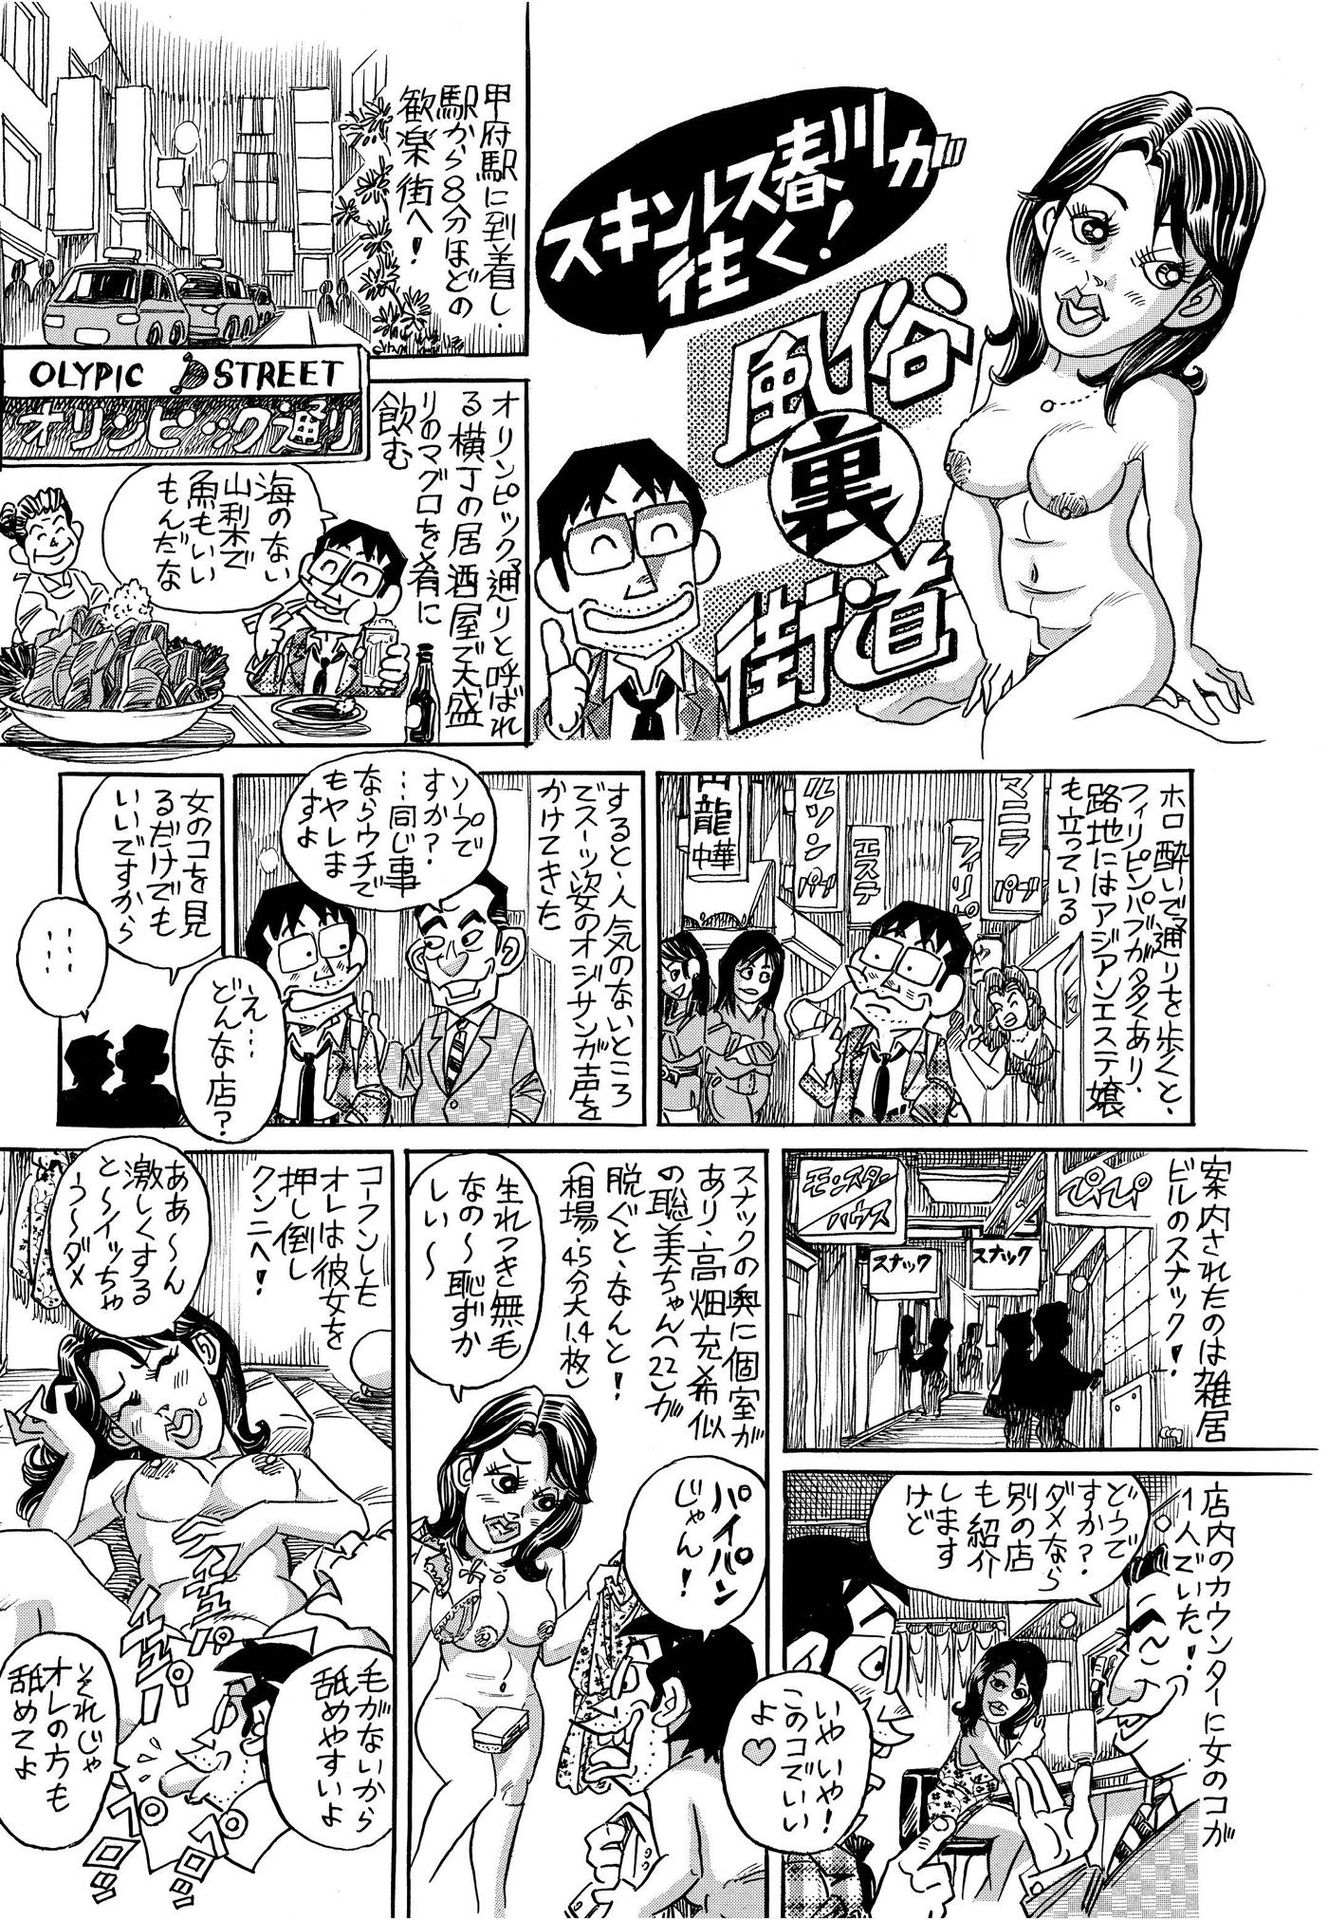 スキンレス春川が
往く!
風俗
裏
街道
甲府駅に到着し、
駅から8分ほどの
歓楽街へ!
OLYPIC STREET
オリンピック通り
オリンピック通りと呼ばれ
る横丁の居酒屋で大盛
りのマグロを肴に
飲む
海のない
山梨で
魚もいい
もんだな
ホロ酔いで通りを歩くと、
フィリピンパブが多くあり、
路地にはアジアンエステ嬢
も立っている
マニラ
パブ
フィリピ
エステ
ルソン
パブ
龍
すると、人気のないところ
でスーツ姿のオジサンが声を
かけてきた
ソープで
すか?
…同じ事
ならウチで
もヤレま
すよ
え…
どんな店?
女のコを見
るだけでも
いいですから
……
案内されたのは雑居
ビルのスナック!
ぴぴ
モンスター
ハウス
スナック
スナック
店内のカウンターに女のコが
1人でいた!
どうで
すか?
ダメなら
別の店
も紹介
します
けど
いやいや!
このコでいい
よ♡
スナックの奥に個室が
あり、高畑充希似
の聡美ちゃん(22)が
脱ぐと、なんと!
(相場・45分大1.4枚)
生れつき無毛
なの〜恥ずか
しい〜
パイパン
じゃん!
コーフンした
オレは彼女を
押し倒し
クンニへ!
ああ〜ん
激しくする
と〜イッちゃ
う〜ダメ
毛がないから
舐めやすいよ
それじゃ
オレの方も
舐めてよ
ペロ
ペロ